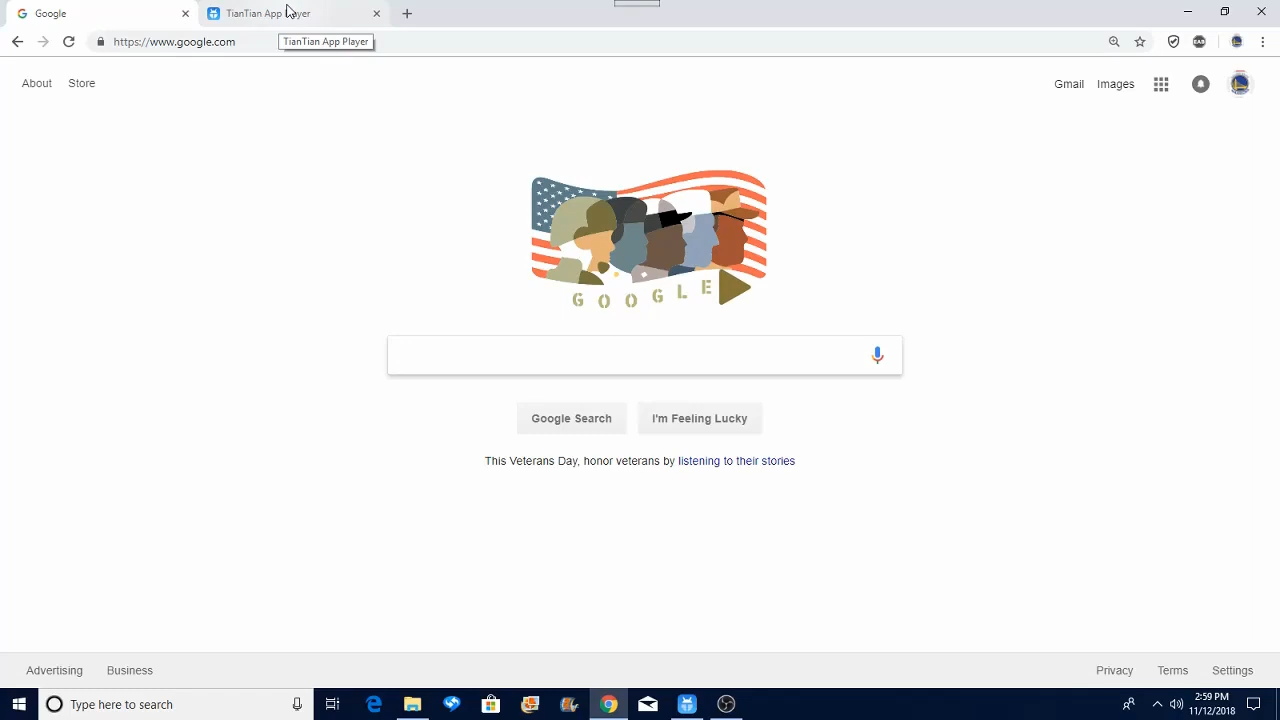 Google
TianTian App Player
https://www.google.com
TianTian App Player
EAB
About
Store
Gmail
Images
GOOGLE
Google Search
I'm Feeling Lucky
This Veterans Day, honor veterans by listening to their stories
Advertising
Business
Privacy
Terms
Settings
Type here to search
2:59 PM
11/12/2018